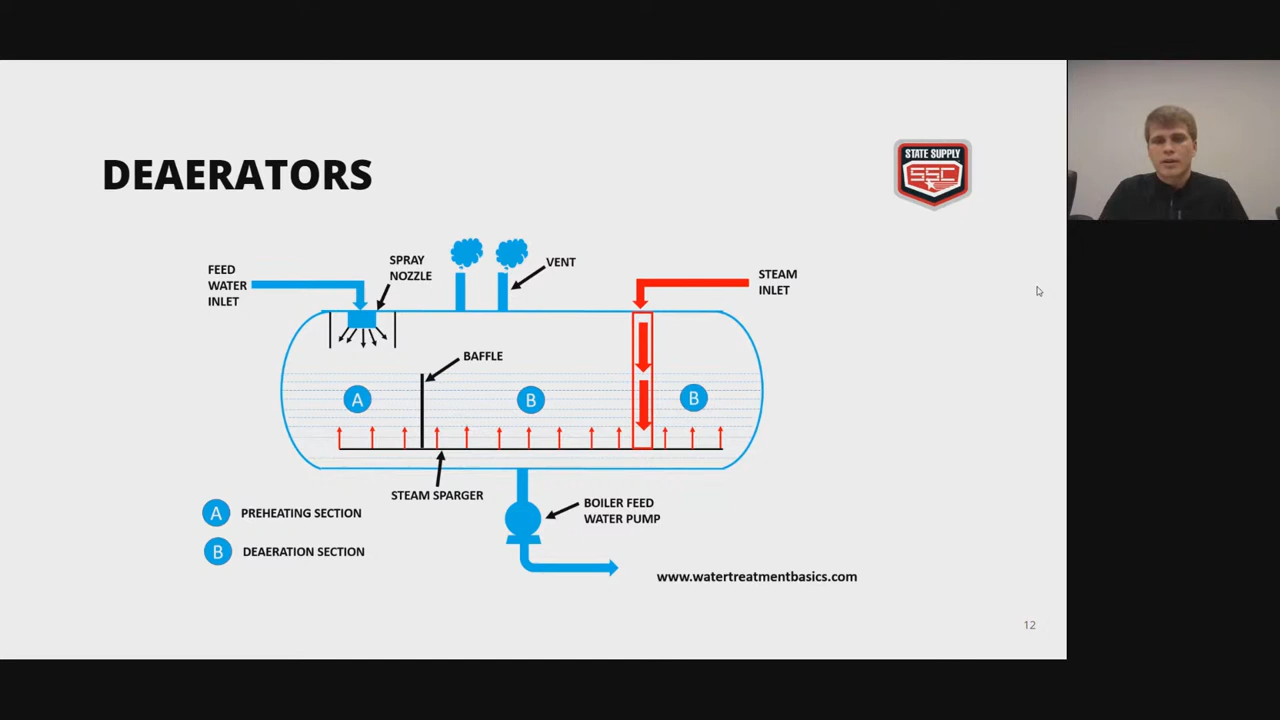 DEAERATORS
STATE SUPPLY
SSC
FEED
WATER
INLET
SPRAY
NOZZLE
VENT
STEAM
INLET
BAFFLE
A
B
B
STEAM SPARGER
BOILER FEED
WATER PUMP
A PREHEATING SECTION
B DEAERATION SECTION
www.watertreatmentbasics.com
12